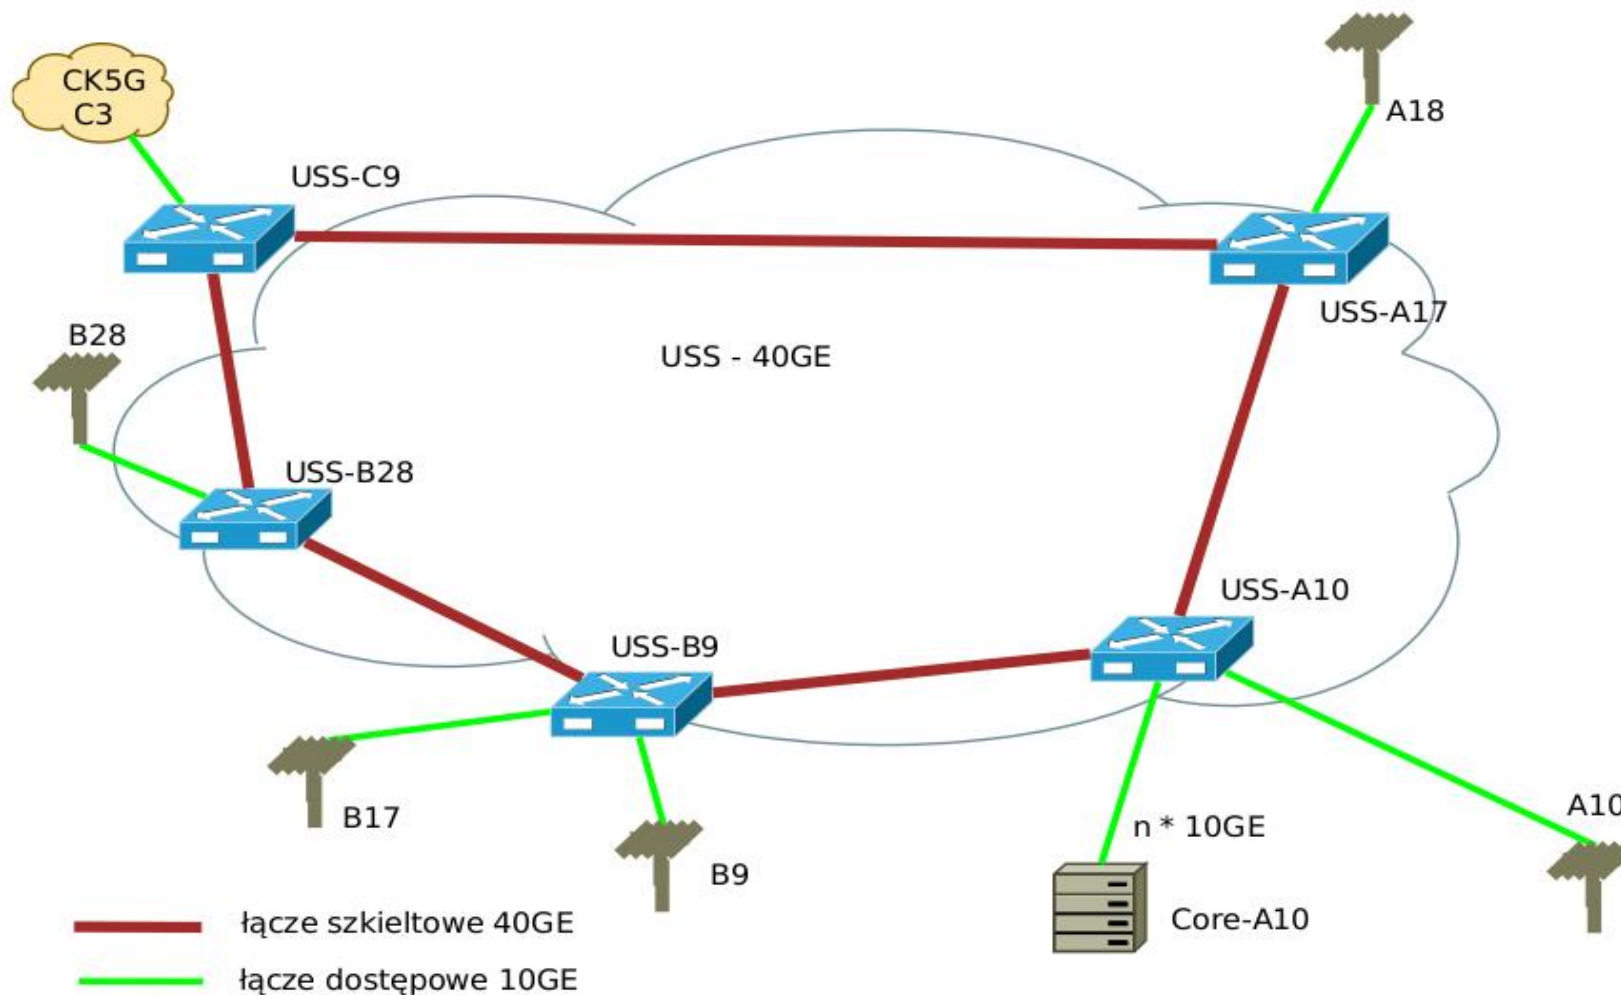 CK5G
C3
A18
USS-C9
USS-A17
B28
USS - 40GE
USS-B28
USS-A10
USS-B9
A10
B17
n * 10GE
B9
Core-A10
łącze szkieltowe 40GE
łącze dostępowe 10GE